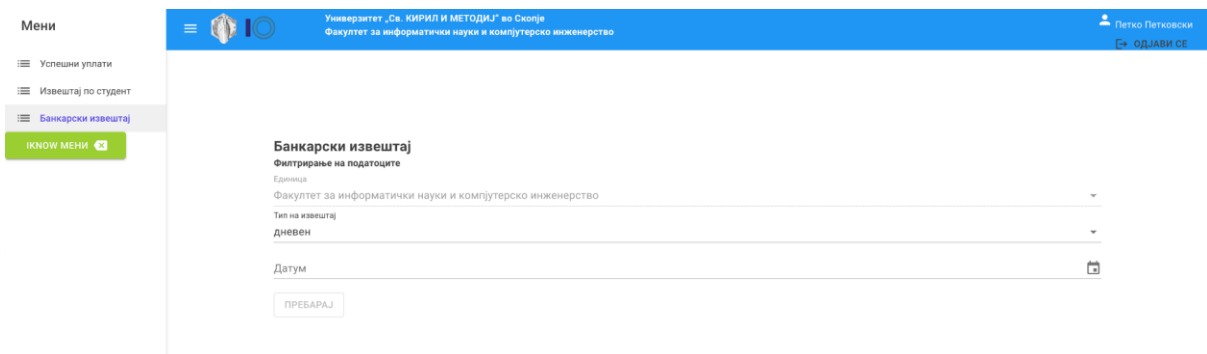 Мени
Успешни уплати
Извештај по студент
Банкарски извештај
IKNOW МЕНИ
Универзитет „Св. КИРИЛ И МЕТОДИЈ“ во Скопје
Факултет за информатички науки и компјутерско инженерство
Петко Петковски
ОДЈАВИ СЕ
Банкарски извештај
Филтрирање на податоците
Единица
Факултет за информатички науки и компјутерско инженерство
Тип на извештај
дневен
Датум
ПРЕБАРАЈ